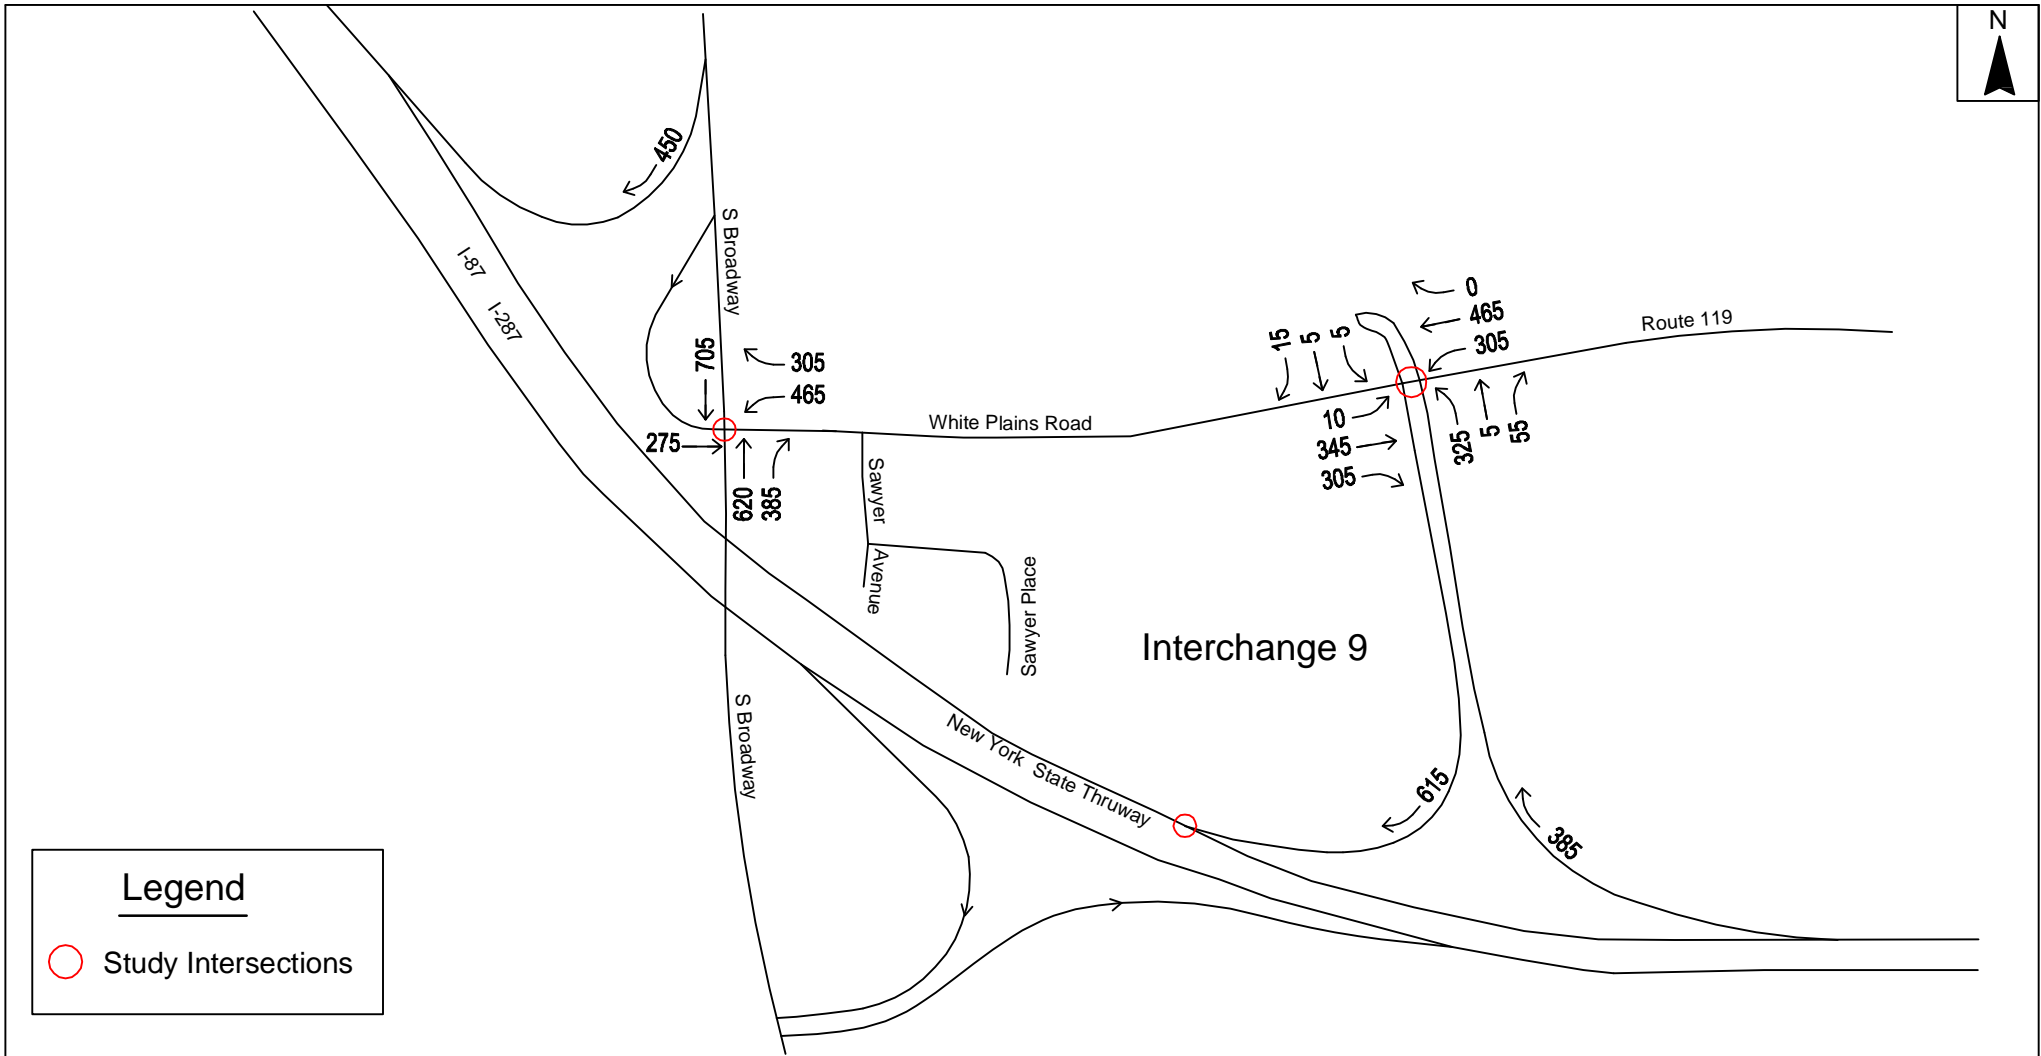 N
450
S Broadway
I-87
I-287
0
465
305
Route 119
15
5
5
705
305
465
White Plains Road
10
345
305
325
5
55
275
620
385
Sawyer
Avenue
Sawyer Place
Interchange 9
S Broadway
New York State Thruway
615
385
Legend
Study Intersections